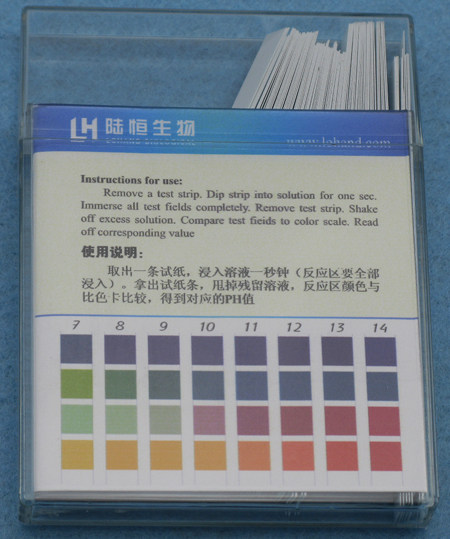 LH 陆恒生物
LOHAND BIOLOGICAL
www.lohand.com
Instructions for use:
Remove a test strip. Dip strip into solution for one sec.
Immerse all test fields completely. Remove test strip. Shake
off excess solution. Compare test fieids to color scale. Read
off corresponding value
使用说明：
取出一条试纸，浸入溶液一秒钟（反应区要全部
浸入）。拿出试纸条，甩掉残留溶液，反应区颜色与
比色卡比较，得到对应的PH值
7 8 9 10 11 12 13 14